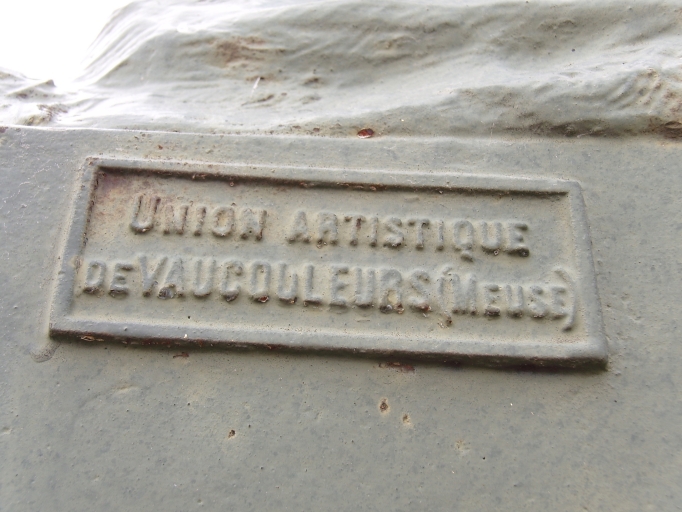 UNION ARTISTIQUE
DE VAUCOULEURS (MEUSE)